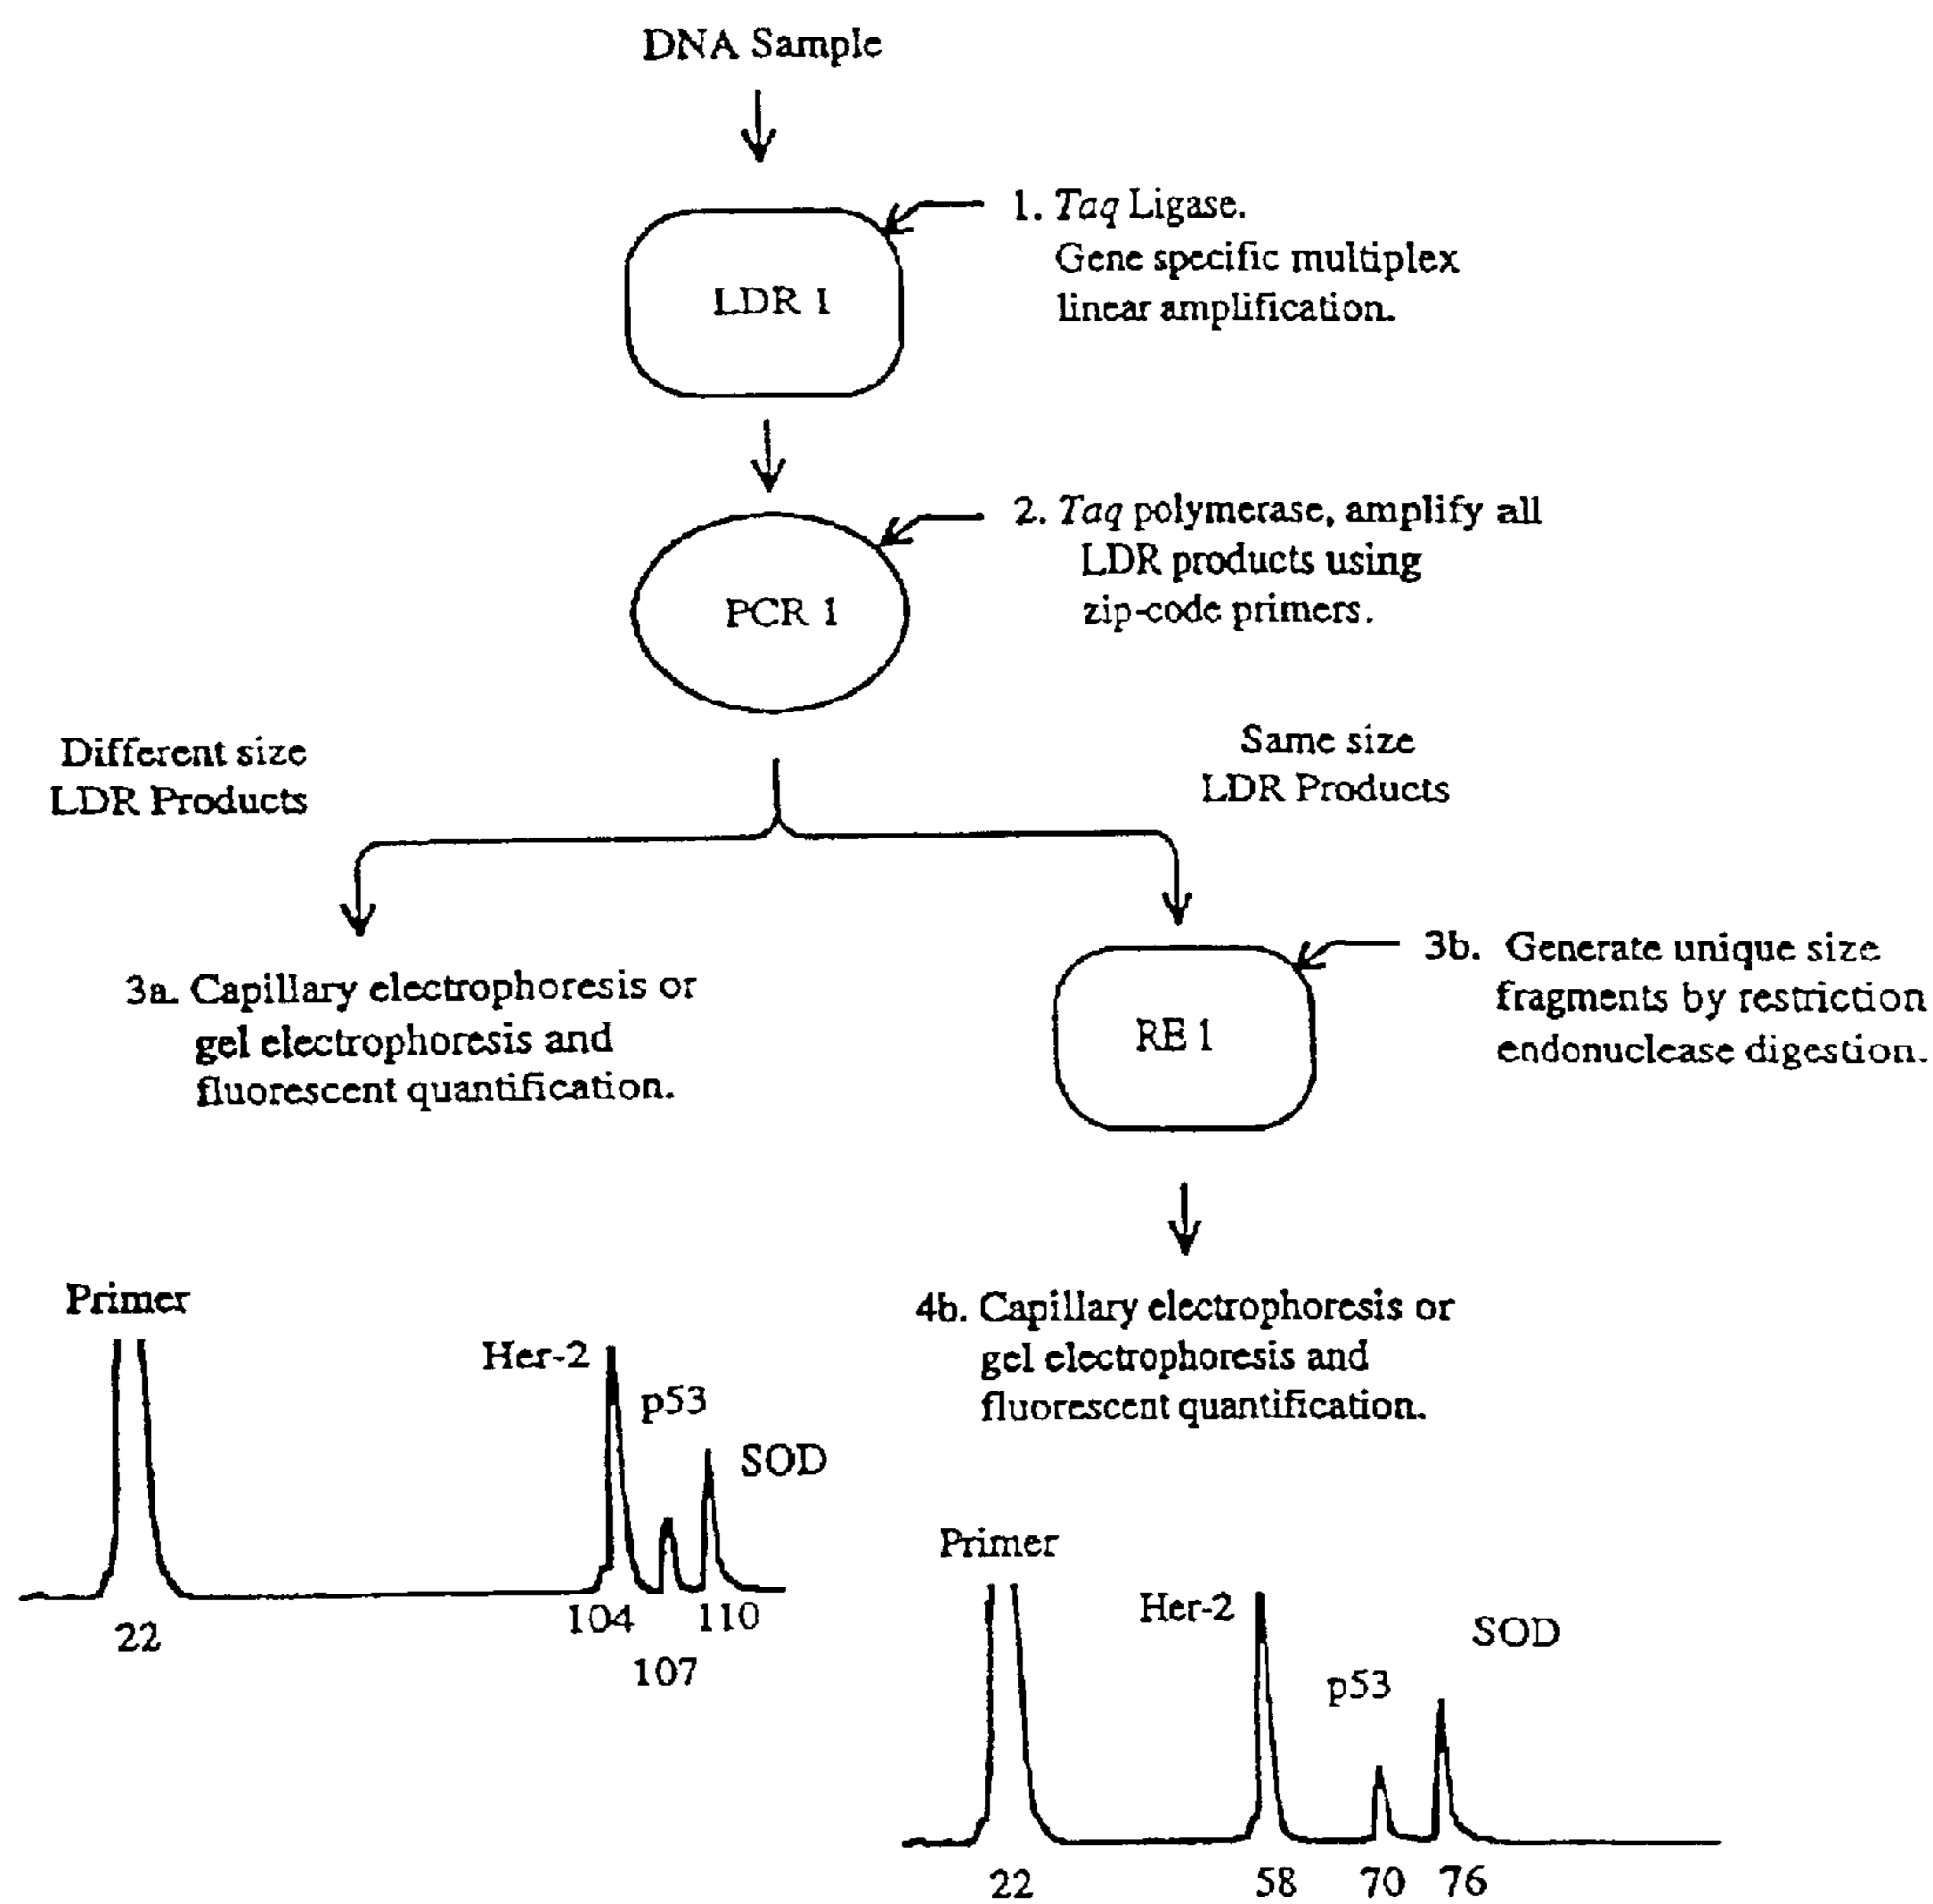 DNA Sample
LDR 1
1. Taq Ligase.
Gene specific multiplex
linear amplification.
PCR 1
2. Taq polymerase, amplify all
LDR products using
zip-code primers.
Different size
LDR Products
Same size
LDR Products
3a. Capillary electrophoresis or
gel electrophoresis and
fluorescent quantification.
RE 1
3b. Generate unique size
fragments by restriction
endonuclease digestion.
4b. Capillary electrophoresis or
gel electrophoresis and
fluorescent quantification.
Primer
Her-2
p53
SOD
22
104
107
110
Primer
Her-2
p53
SOD
22
58
70
76